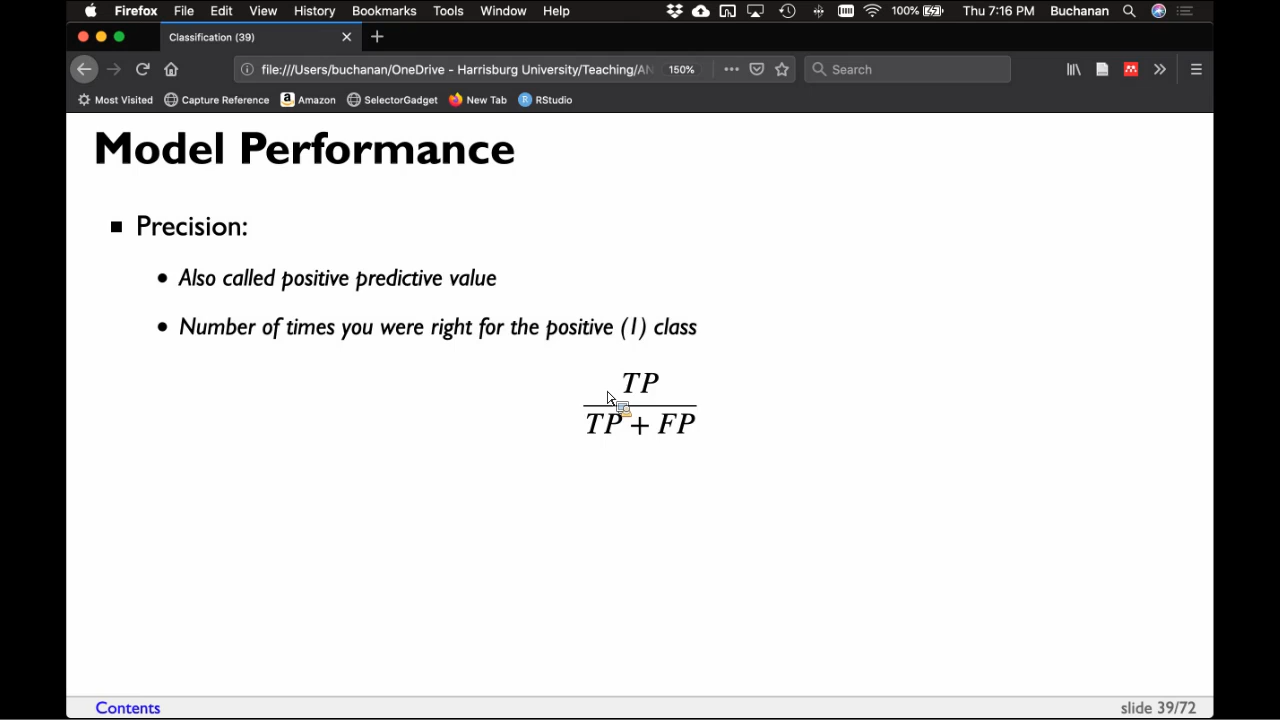 Firefox File Edit View History Bookmarks Tools Window Help 100% Thu 7:16 PM Buchanan
Classification (39)
file:///Users/buchanan/OneDrive - Harrisburg University/Teaching/AN 150% Search
Most Visited Capture Reference Amazon SelectorGadget New Tab RStudio
Model Performance
Precision:
Also called positive predictive value
Number of times you were right for the positive (1) class
TP
TP + FP
Contents slide 39/72